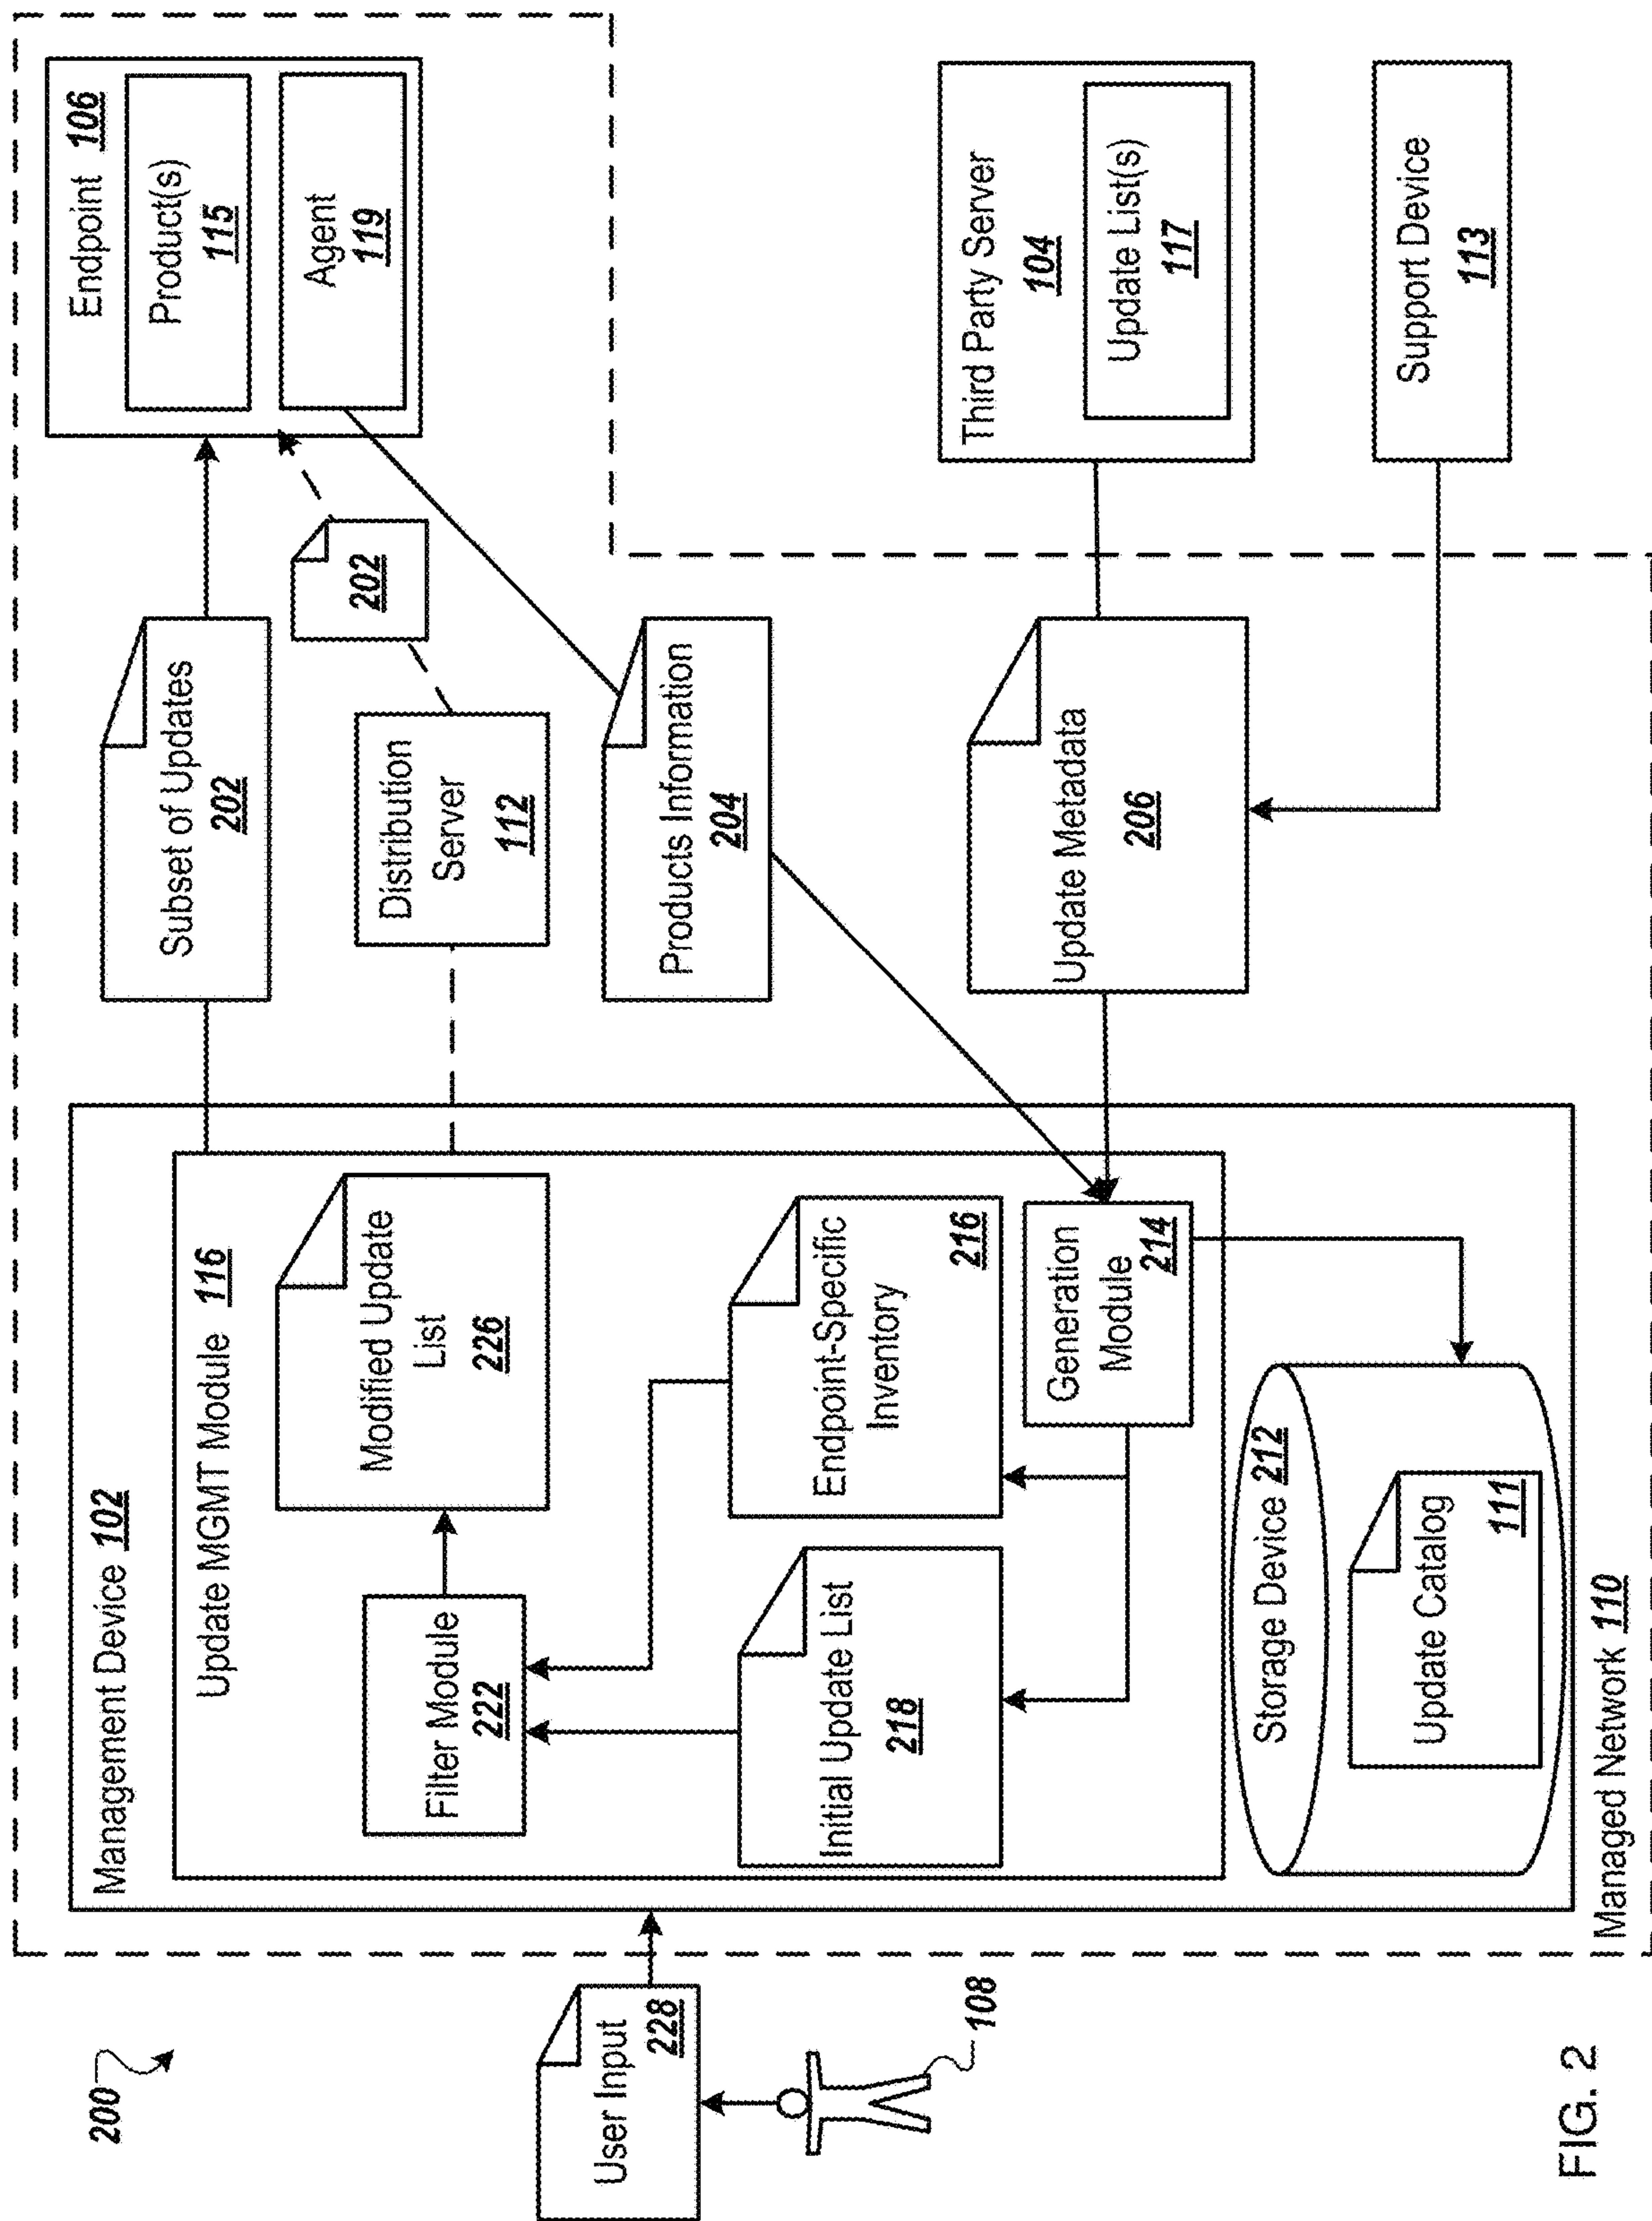 200
Management Device 102
Update MGMT Module 116
Subset of Updates
202
Endpoint 106
Product(s)
115
Agent
119
Filter Module
222
Modified Update
List
226
Distribution
Server
112
202
User Input
228
108
Initial Update List
218
Endpoint-Specific
Inventory
216
Products Information
204
Generation
Module
214
Update Metadata
206
Third Party Server
104
Update List(s)
117
Storage Device 212
Update Catalog
111
Support Device
113
Managed Network 110
FIG. 2